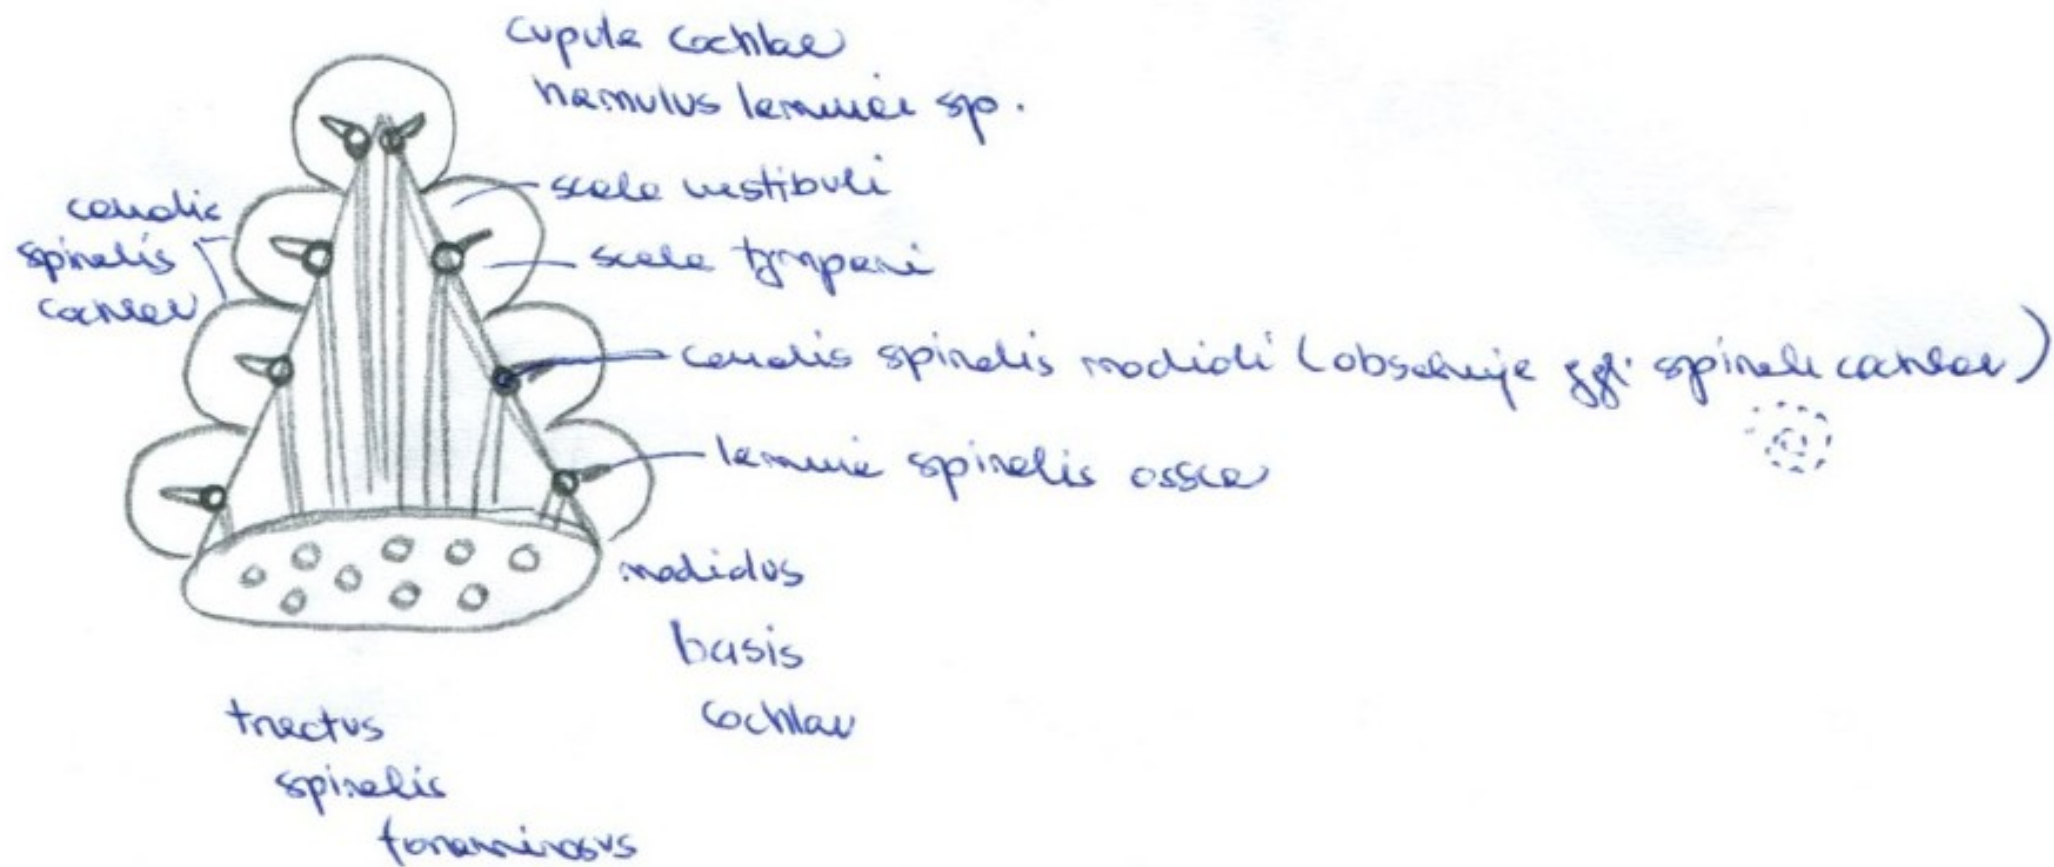 cupula cochlae
hamulus laminae sp.
scala vestibuli
canalis
spiralis
cochleae
scala tympani
canalis spiralis modioli (obsahuje ggl. spirale cochleae)
lamina spiralis ossea
modiolus
basis
cochlae
tractus
spiralis
foraminosus